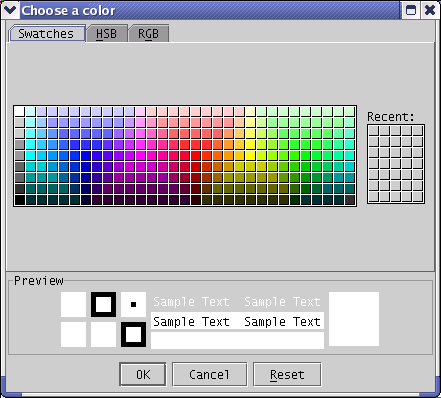 Choose a color
Swatches HSB RGB
Recent:
Preview
Sample Text Sample Text
Sample Text Sample Text
OK Cancel Reset